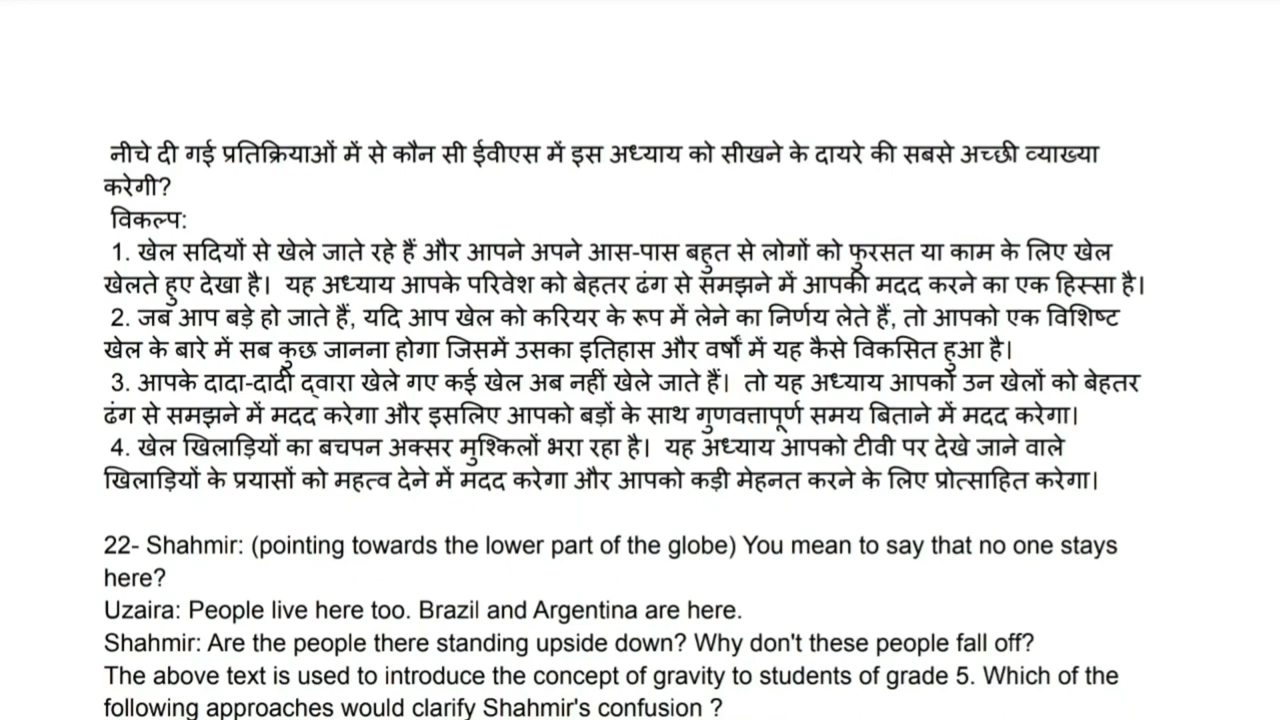 नीचे दी गई प्रतिक्रियाओं में से कौन सी ईवीएस में इस अध्याय को सीखने के दायरे की सबसे अच्छी व्याख्या
करेगी?
विकल्प:
1. खेल सदियों से खेले जाते रहे हैं और आपने अपने आस-पास बहुत से लोगों को फुरसत या काम के लिए खेल
खेलते हुए देखा है। यह अध्याय आपके परिवेश को बेहतर ढंग से समझने में आपकी मदद करने का एक हिस्सा है।
2. जब आप बड़े हो जाते हैं, यदि आप खेल को करियर के रूप में लेने का निर्णय लेते हैं, तो आपको एक विशिष्ट
खेल के बारे में सब कुछ जानना होगा जिसमें उसका इतिहास और वर्षों में यह कैसे विकसित हुआ है।
3. आपके दादा-दादी द्वारा खेले गए कई खेल अब नहीं खेले जाते हैं। तो यह अध्याय आपको उन खेलों को बेहतर
ढंग से समझने में मदद करेगा और इसलिए आपको बड़ों के साथ गुणवत्तापूर्ण समय बिताने में मदद करेगा।
4. खेल खिलाड़ियों का बचपन अक्सर मुश्किलों भरा रहा है। यह अध्याय आपको टीवी पर देखे जाने वाले
खिलाड़ियों के प्रयासों को महत्व देने में मदद करेगा और आपको कड़ी मेहनत करने के लिए प्रोत्साहित करेगा।
22- Shahmir: (pointing towards the lower part of the globe) You mean to say that no one stays
here?
Uzaira: People live here too. Brazil and Argentina are here.
Shahmir: Are the people there standing upside down? Why don't these people fall off?
The above text is used to introduce the concept of gravity to students of grade 5. Which of the
following approaches would clarify Shahmir's confusion ?